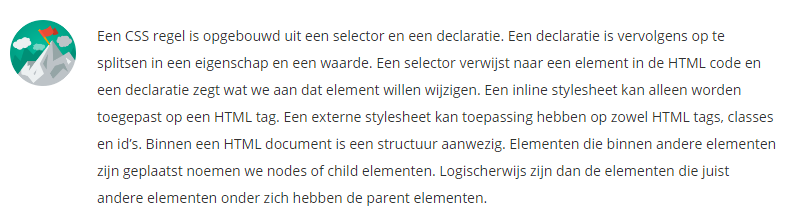 Een CSS regel is opgebouwd uit een selector en een declaratie. Een declaratie is vervolgens op te
splitsen in een eigenschap en een waarde. Een selector verwijst naar een element in de HTML code en
een declaratie zegt wat we aan dat element willen wijzigen. Een inline stylesheet kan alleen worden
toegepast op een HTML tag. Een externe stylesheet kan toepassing hebben op zowel HTML tags, classes
en id’s. Binnen een HTML document is een structuur aanwezig. Elementen die binnen andere elementen
zijn geplaatst noemen we nodes of child elementen. Logischerwijs zijn dan de elementen die juist
andere elementen onder zich hebben de parent elementen.